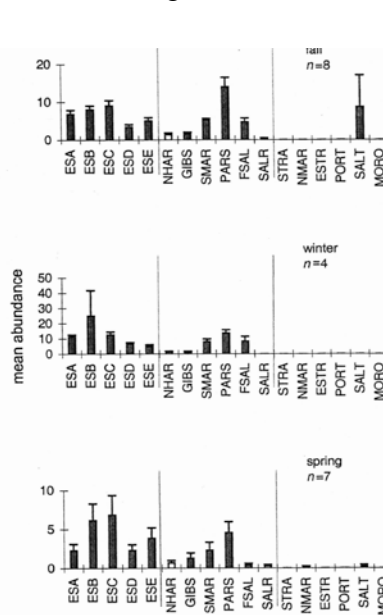 fall
n=8
20
10
0
ESA ESB ESC ESD ESE NHAR GIBS SMAR PARS FSAL SALR STRA NMAR ESTR PORT SALT MORO
mean abundance
winter
n=4
50
40
30
20
10
0
ESA ESB ESC ESD ESE NHAR GIBS SMAR PARS FSAL SALR STRA NMAR ESTR PORT SALT MORO
spring
n=7
10
5
0
ESA ESB ESC ESD ESE NHAR GIBS SMAR PARS FSAL SALR STRA NMAR ESTR PORT SALT MORO